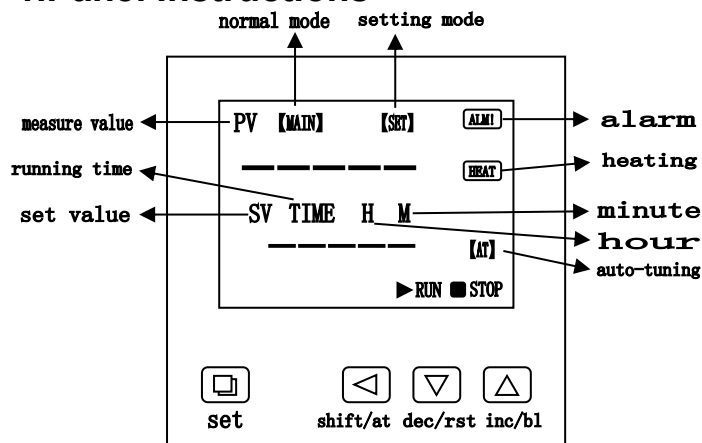 normal mode setting mode
measure value PV 【MAIN】 【SET】 ALM! alarm
running time HEAT heating
set value SV TIME H M minute
hour
【AT】 auto-tuning
▶RUN ■STOP
set shift/at dec/rst inc/bl